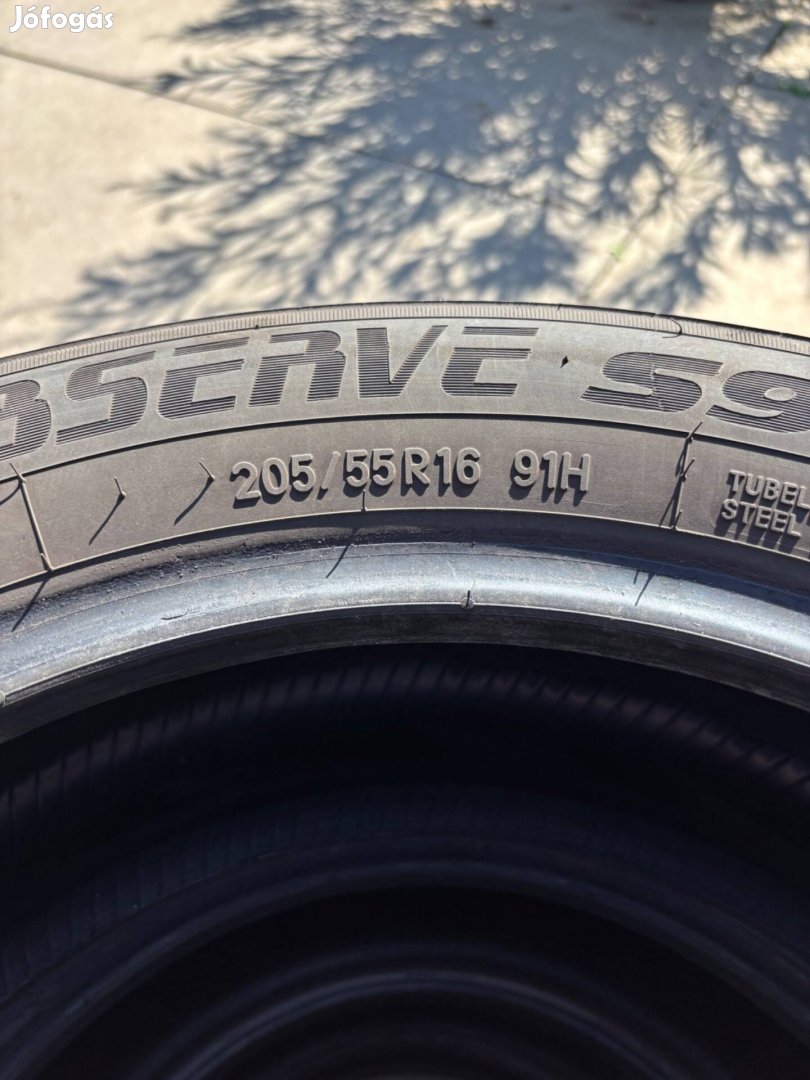 Jófogás
BSERVE S9
205/55R16 91H
TUBEL
STEEL